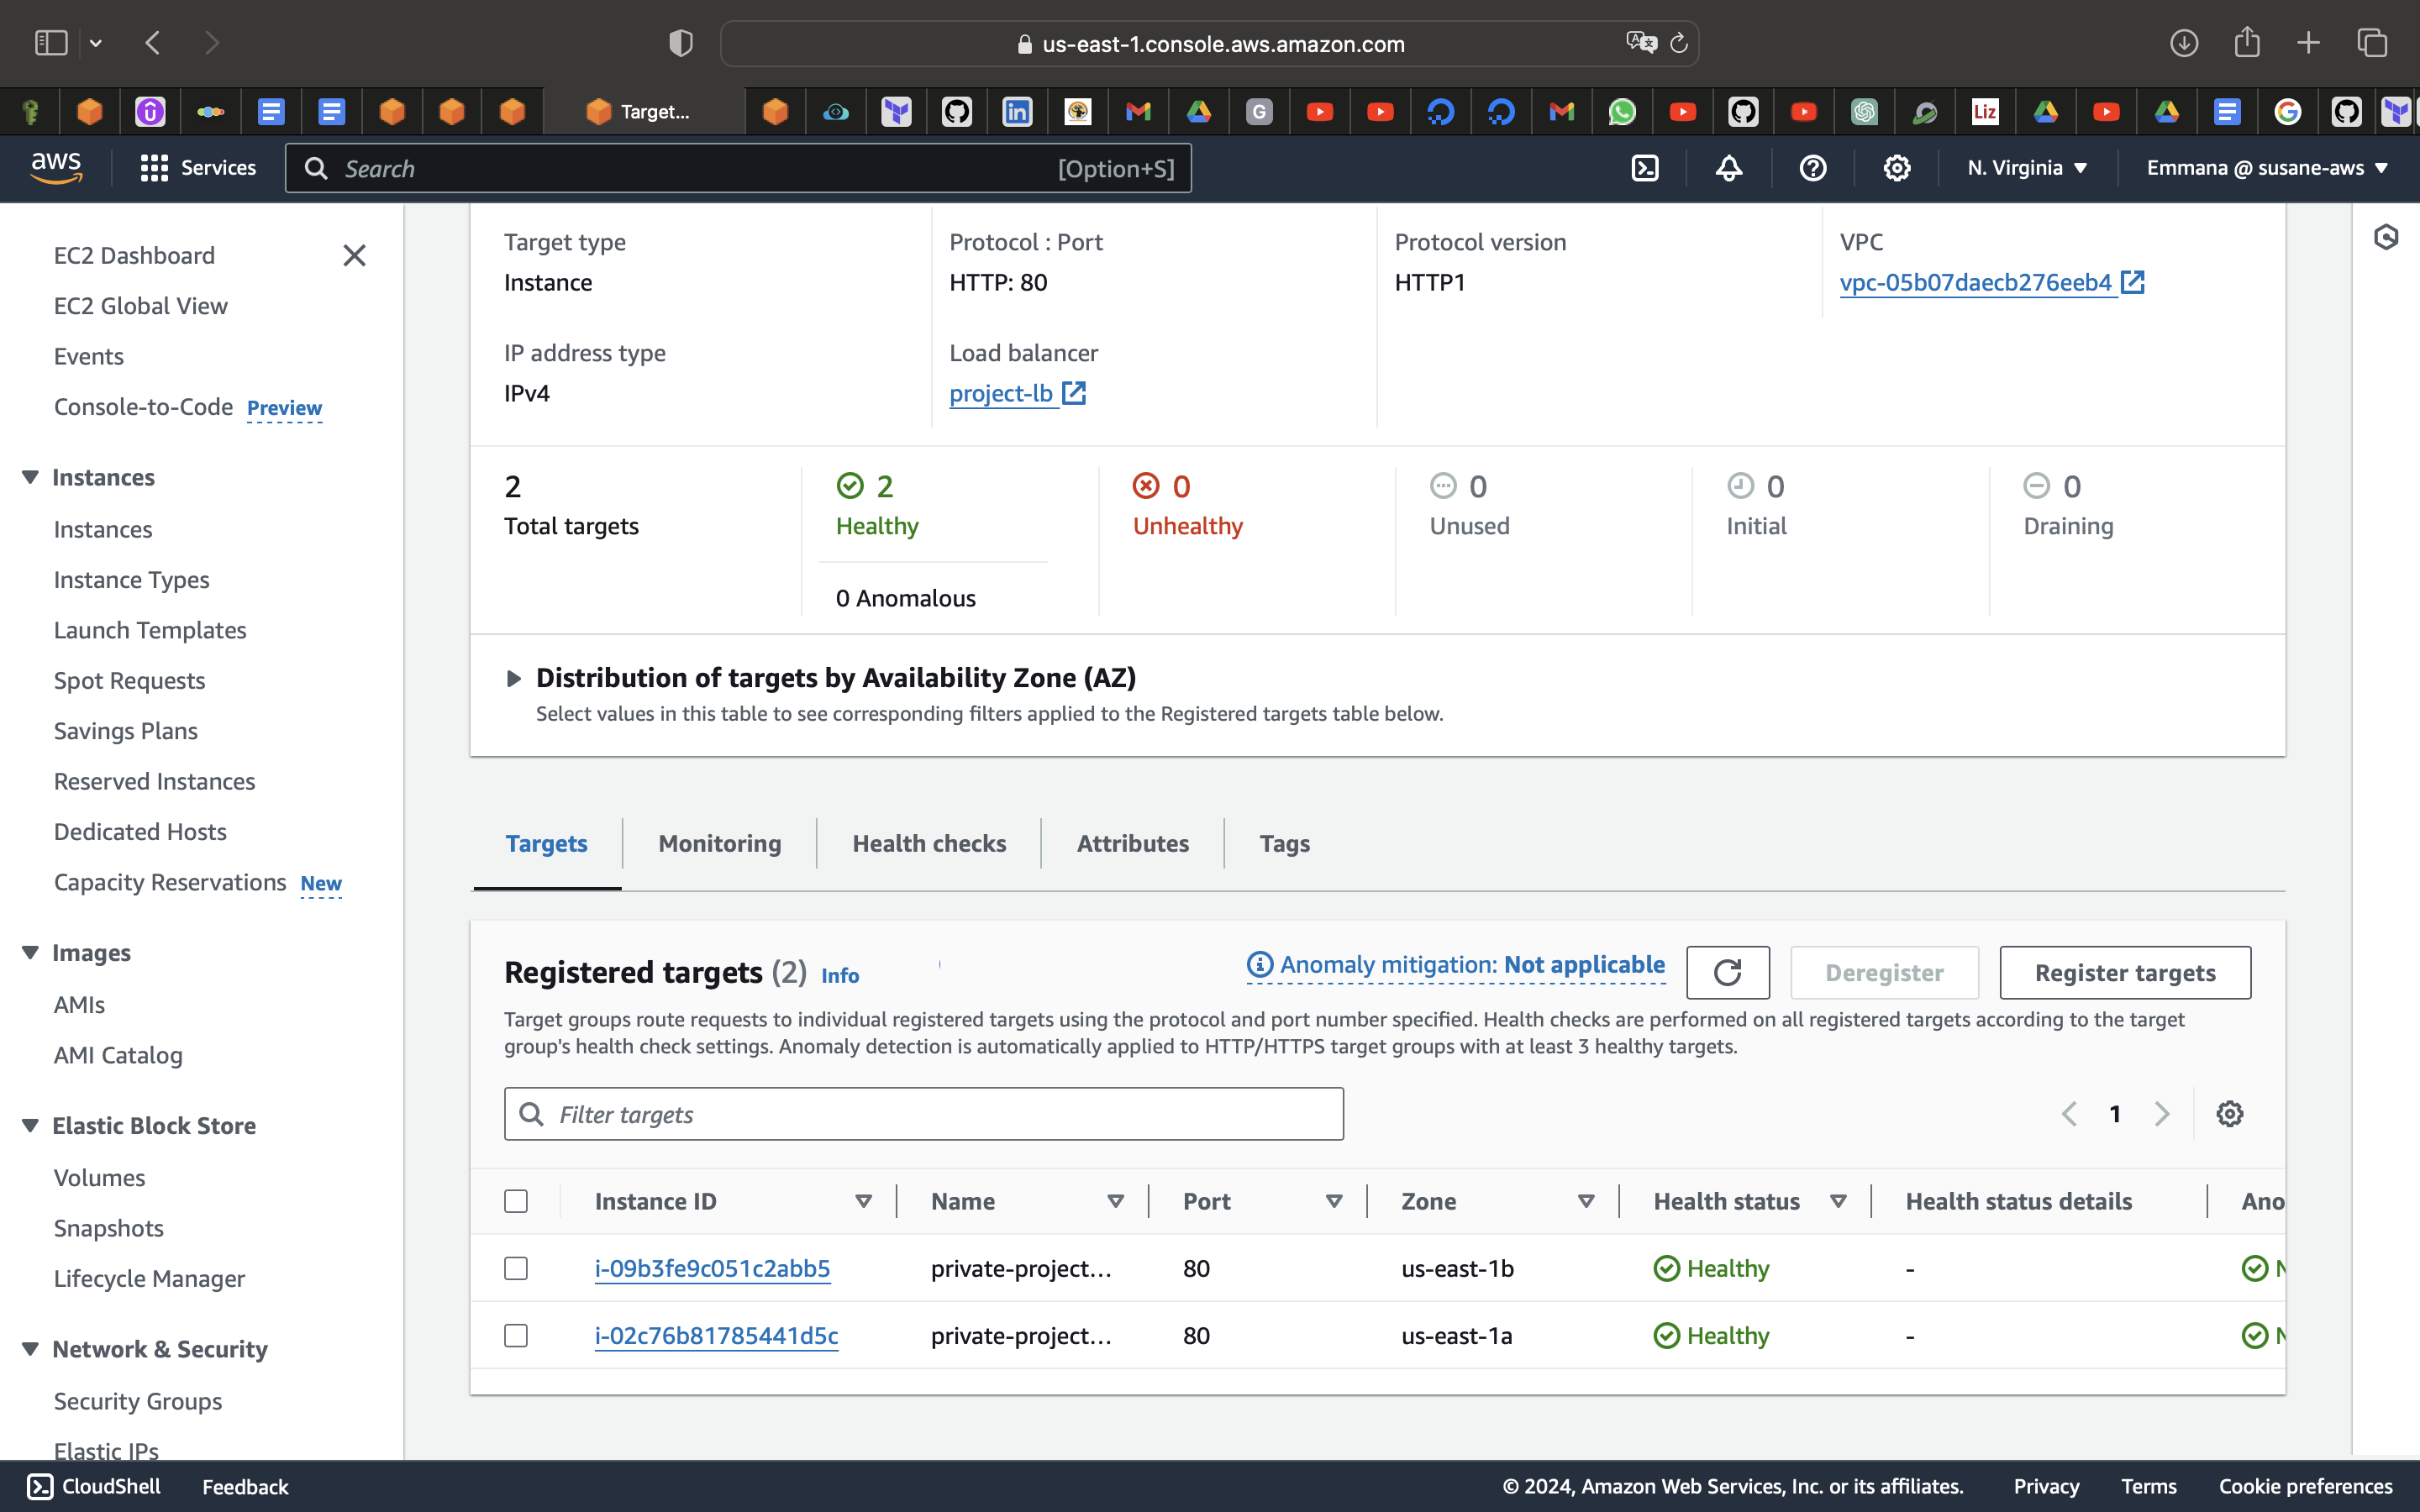 us-east-1.console.aws.amazon.com
Target...
G
Liz
aws
Services
Search
[Option+S]
N. Virginia
Emmana @ susane-aws
EC2 Dashboard
EC2 Global View
Events
Console-to-Code Preview
Instances
Instances
Instance Types
Launch Templates
Spot Requests
Savings Plans
Reserved Instances
Dedicated Hosts
Capacity Reservations New
Images
AMIs
AMI Catalog
Elastic Block Store
Volumes
Snapshots
Lifecycle Manager
Network & Security
Security Groups
Elastic IPs
Target type
Instance
Protocol : Port
HTTP: 80
Protocol version
HTTP1
VPC
vpc-05b07daecb276eeb4
IP address type
IPv4
Load balancer
project-lb
2
Total targets
2
Healthy
0 Anomalous
0
Unhealthy
0
Unused
0
Initial
0
Draining
Distribution of targets by Availability Zone (AZ)
Select values in this table to see corresponding filters applied to the Registered targets table below.
Targets
Monitoring
Health checks
Attributes
Tags
Registered targets (2) Info
Anomaly mitigation: Not applicable
Deregister
Register targets
Target groups route requests to individual registered targets using the protocol and port number specified. Health checks are performed on all registered targets according to the target
group's health check settings. Anomaly detection is automatically applied to HTTP/HTTPS target groups with at least 3 healthy targets.
Filter targets
1
Instance ID Name Port Zone Health status Health status details Ano
i-09b3fe9c051c2abb5 private-project... 80 us-east-1b Healthy - N
i-02c76b81785441d5c private-project... 80 us-east-1a Healthy - N
CloudShell
Feedback
© 2024, Amazon Web Services, Inc. or its affiliates.
Privacy
Terms
Cookie preferences